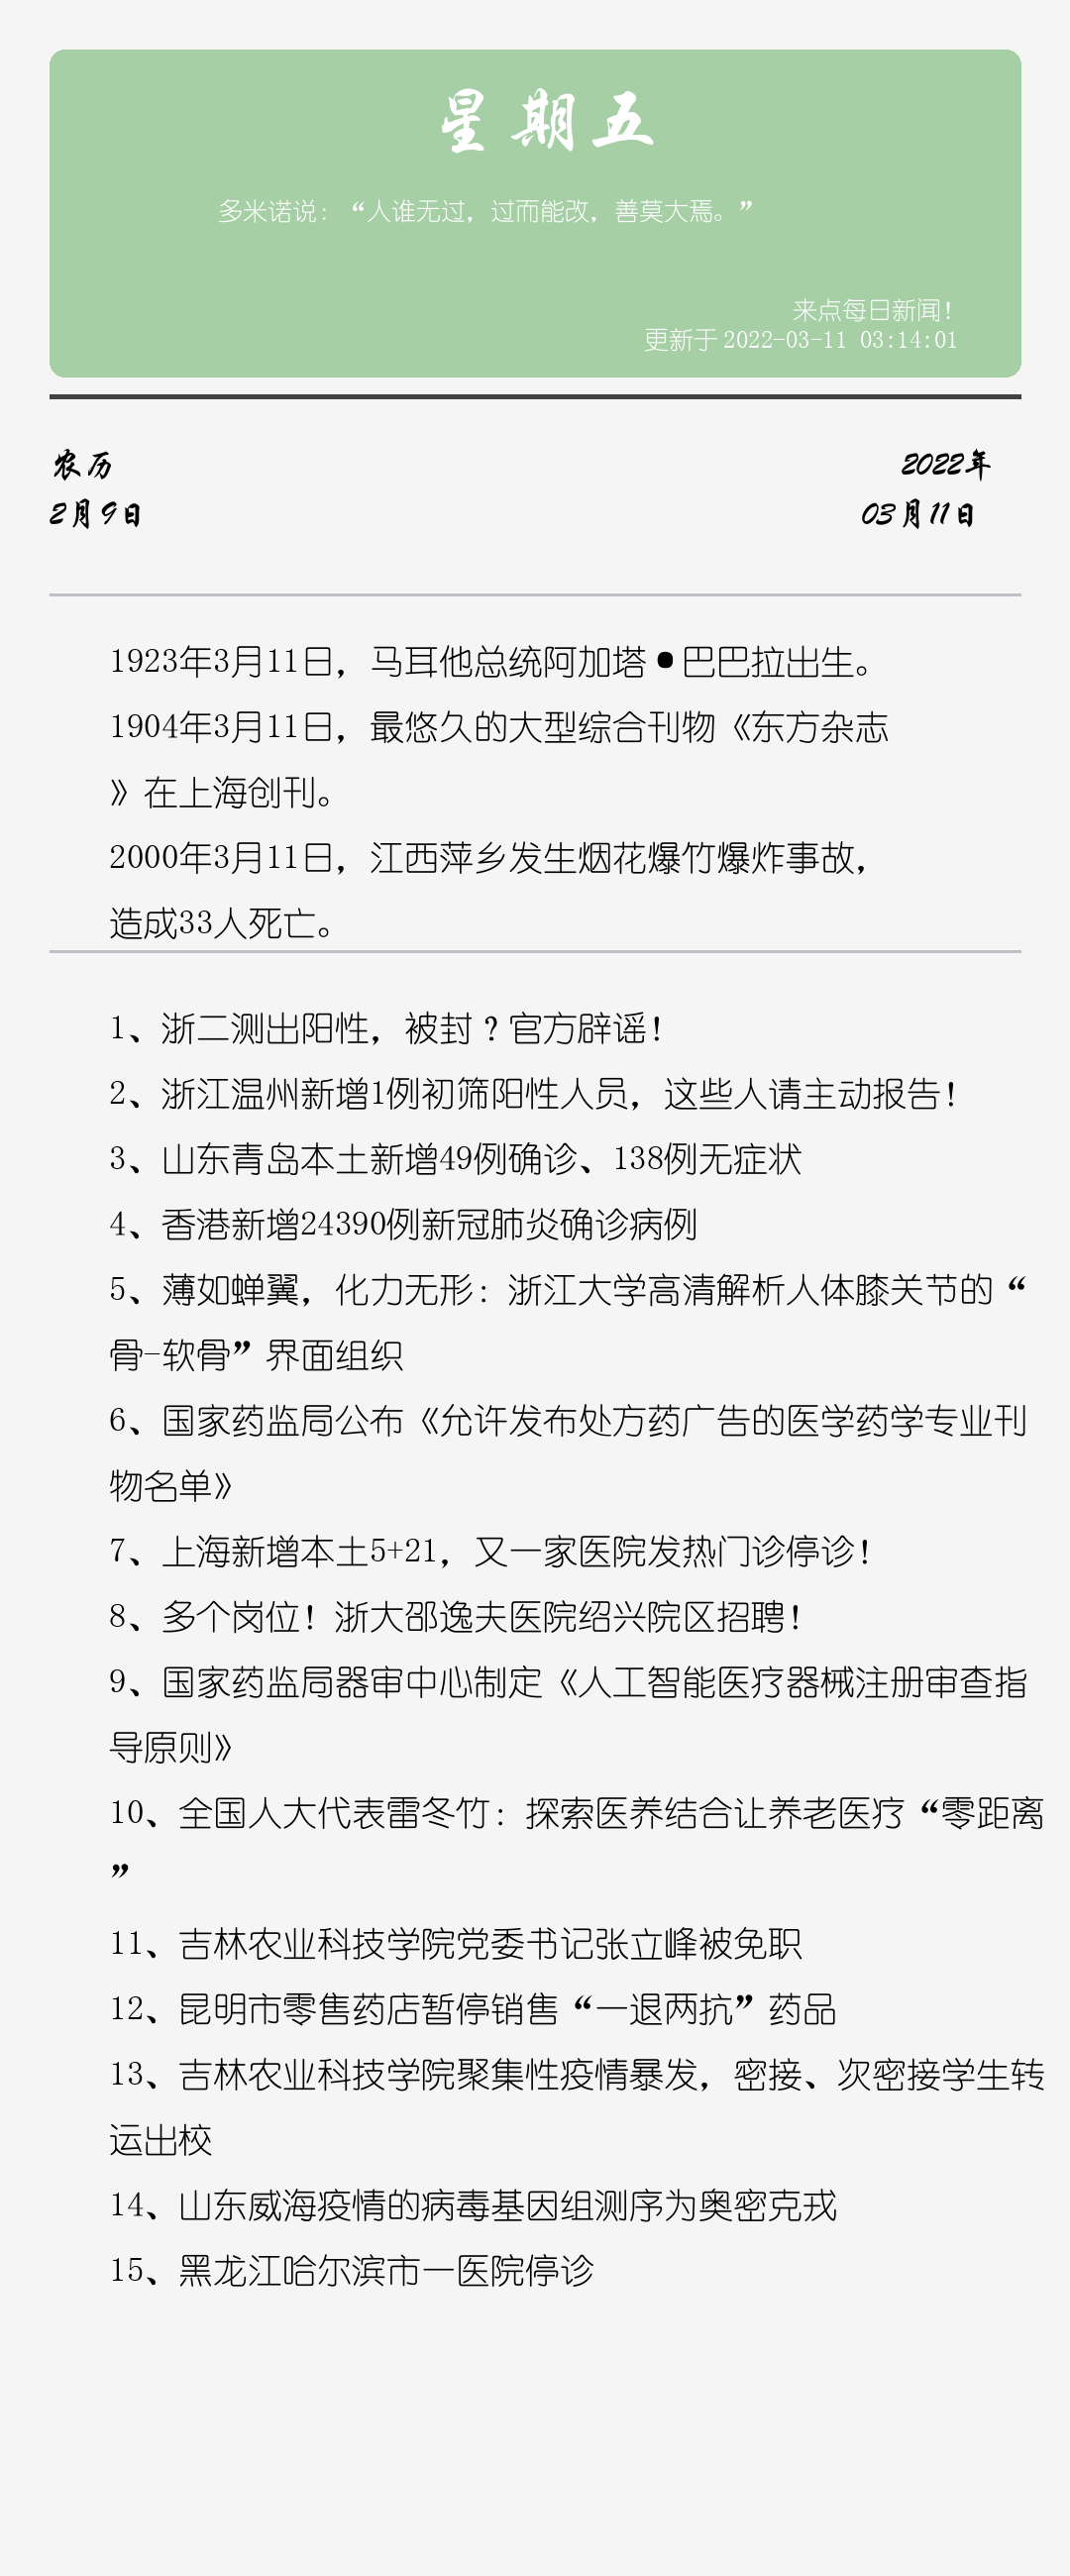 星期五
多米诺说：“人谁无过，过而能改，善莫大焉。”
来点每日新闻！
更新于2022-03-11 03:14:01
农历
2月9日
2022年
03月11日
1923年3月11日，马耳他总统阿加塔•巴巴拉出生。
1904年3月11日，最悠久的大型综合刊物《东方杂志
》在上海创刊。
2000年3月11日，江西萍乡发生烟花爆竹爆炸事故，
造成33人死亡。
1、浙二测出阳性，被封？官方辟谣！
2、浙江温州新增1例初筛阳性人员，这些人请主动报告！
3、山东青岛本土新增49例确诊、138例无症状
4、香港新增24390例新冠肺炎确诊病例
5、薄如蝉翼，化力无形：浙江大学高清解析人体膝关节的“
骨-软骨”界面组织
6、国家药监局公布《允许发布处方药广告的医学药学专业刊
物名单》
7、上海新增本土5+21，又一家医院发热门诊停诊！
8、多个岗位！浙大邵逸夫医院绍兴院区招聘！
9、国家药监局器审中心制定《人工智能医疗器械注册审查指
导原则》
10、全国人大代表雷冬竹：探索医养结合让养老医疗“零距离
”
11、吉林农业科技学院党委书记张立峰被免职
12、昆明市零售药店暂停销售“一退两抗”药品
13、吉林农业科技学院聚集性疫情暴发，密接、次密接学生转
运出校
14、山东威海疫情的病毒基因组测序为奥密克戎
15、黑龙江哈尔滨市一医院停诊